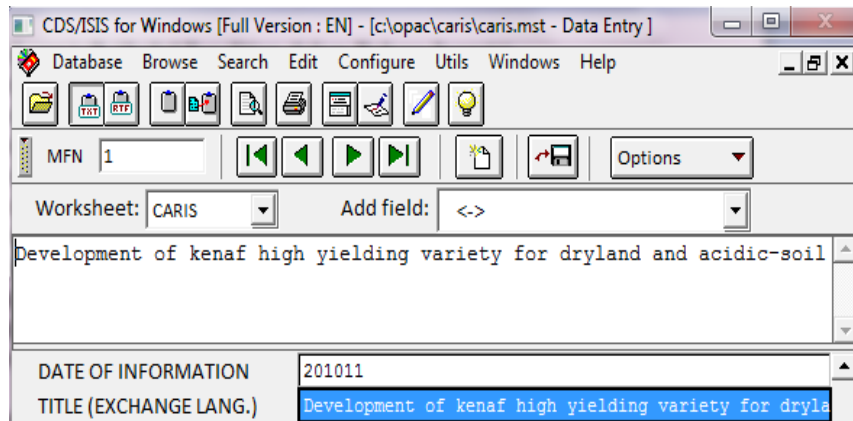 CDS/ISIS for Windows [Full Version : EN] - [c:\opac\caris\caris.mst - Data Entry ]
Database Browse Search Edit Configure Utils Windows Help
TXT RTF
MFN 1 Options
Worksheet: CARIS Add field: <->
Development of kenaf high yielding variety for dryland and acidic-soil
DATE OF INFORMATION 201011
TITLE (EXCHANGE LANG.) Development of kenaf high yielding variety for dryla